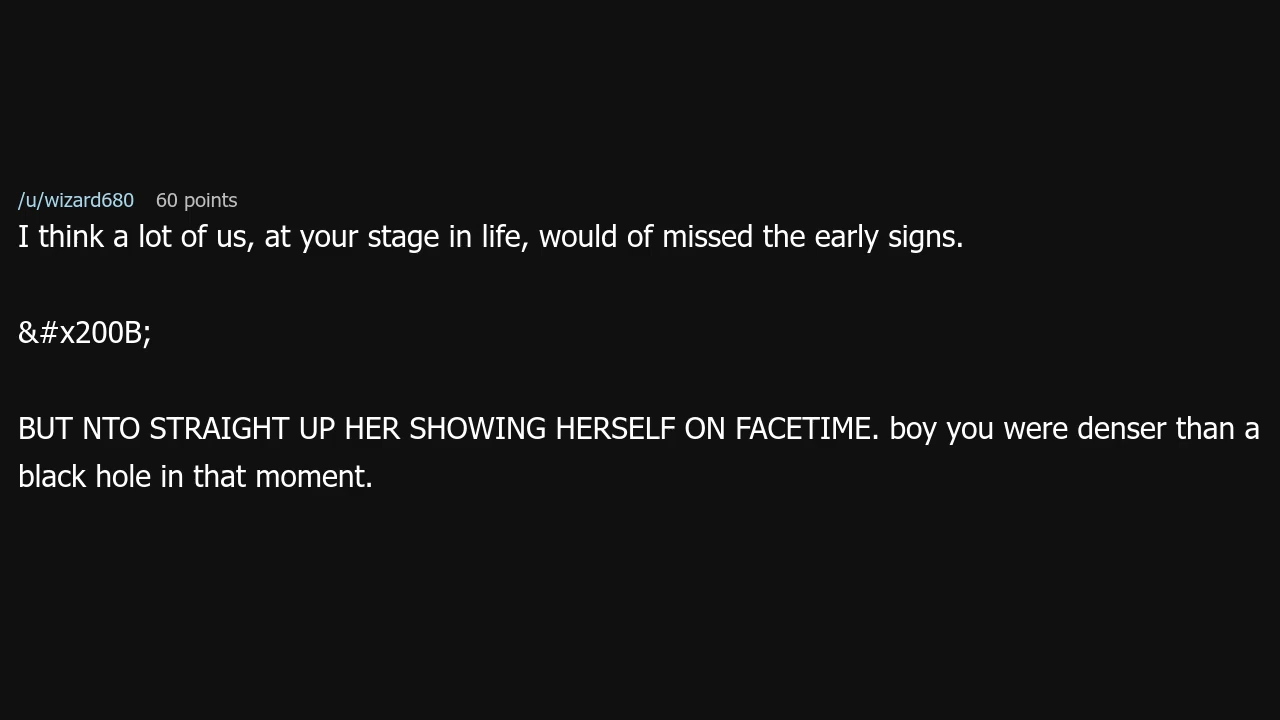 /u/wizard680 60 points
I think a lot of us, at your stage in life, would of missed the early signs.
&#x200B;
BUT NTO STRAIGHT UP HER SHOWING HERSELF ON FACETIME. boy you were denser than a
black hole in that moment.